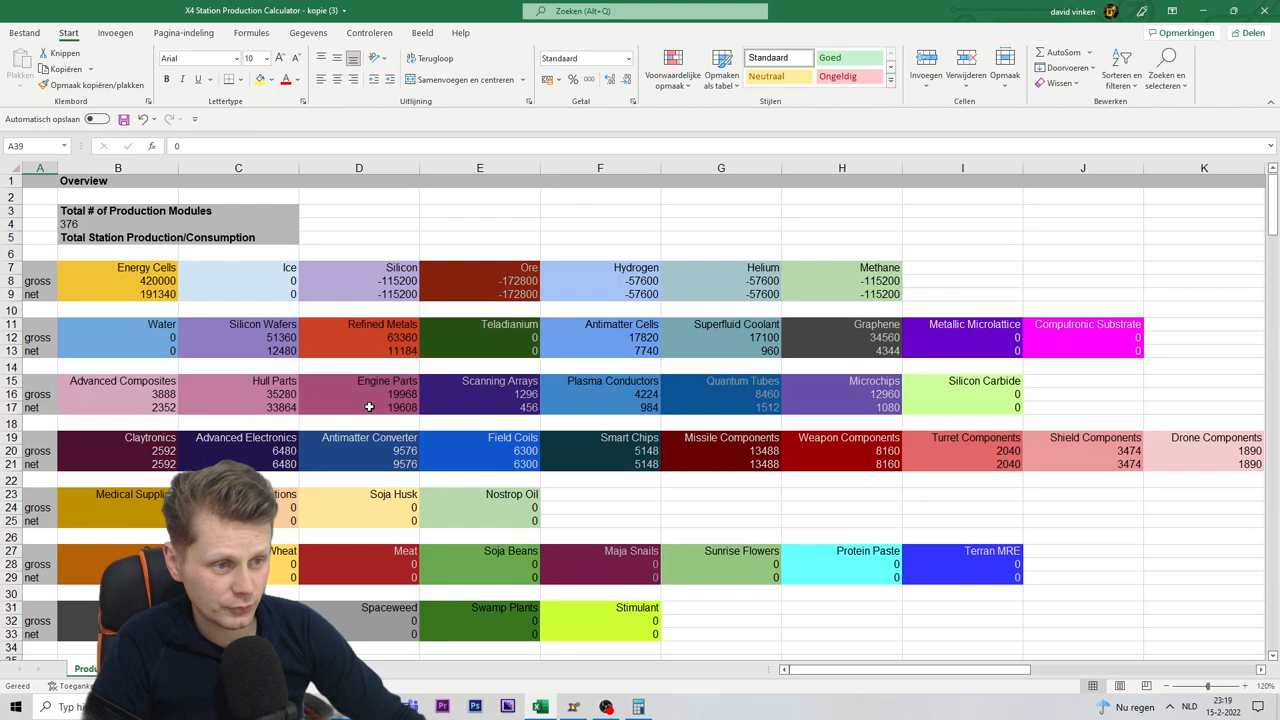 X4 Station Production Calculator - kopie (3)
Zoeken (Alt+Q)
david vinken
Bestand Start Invoegen Pagina-indeling Formules Gegevens Controleren Beeld Help
Opmerkingen Delen
Plakken
Knippen
Kopiëren
Opmaak kopiëren/plakken
Arial 10
B I U
Terugloop
Samenvoegen en centreren
Standaard
% 000
Voorwaardelijke opmaak
Opmaken als tabel
Standaard Goed
Neutraal Ongeldig
Invoegen Verwijderen Opmaak
AutoSom
Doorvoeren
Wissen
Sorteren en filteren
Zoeken en selecteren
Klembord Lettertype Uitlijning Getal Stijlen Cellen Bewerken
Automatisch opslaan
A39 fx 0
A B C D E F G H I J K
1 Overview
2
3 Total # of Production Modules
4 376
5 Total Station Production/Consumption
6
7 Energy Cells Ice Silicon Ore Hydrogen Helium Methane
8 gross 420000 0 -115200 -172800 -57600 -57600 -115200
9 net 191340 0 -115200 -172800 -57600 -57600 -115200
10
11 Water Silicon Wafers Refined Metals Teladianium Antimatter Cells Superfluid Coolant Graphene Metallic Microlattice Computronic Substrate
12 gross 0 51360 63360 0 17820 17100 34560 0 0
13 net 0 12480 11184 0 7740 960 4344 0 0
14
15 Advanced Composites Hull Parts Engine Parts Scanning Arrays Plasma Conductors Quantum Tubes Microchips Silicon Carbide
16 gross 3888 35280 19968 1296 4224 8460 12960 0
17 net 2352 33864 19608 456 984 1512 1080 0
18
19 Claytronics Advanced Electronics Antimatter Converter Field Coils Smart Chips Missile Components Weapon Components Turret Components Shield Components Drone Components
20 gross 2592 6480 9576 6300 5148 13488 8160 2040 3474 1890
21 net 2592 6480 9576 6300 5148 13488 8160 2040 3474 1890
22
23 Medical Suppli tions Soja Husk Nostrop Oil
24 gross 0 0 0
25 net 0 0 0
26
27 Wheat Meat Soja Beans Maja Snails Sunrise Flowers Protein Paste Terran MRE
28 gross 0 0 0 0 0 0 0
29 net 0 0 0 0 0 0 0
30
31 Spaceweed Swamp Plants Stimulant
32 gross 0 0 0
33 net 0 0 0
34
Produ
Gereed Toeganke
120%
Typ hi
Pr Ps
Nu regen
NLD
23:19
15-2-2022